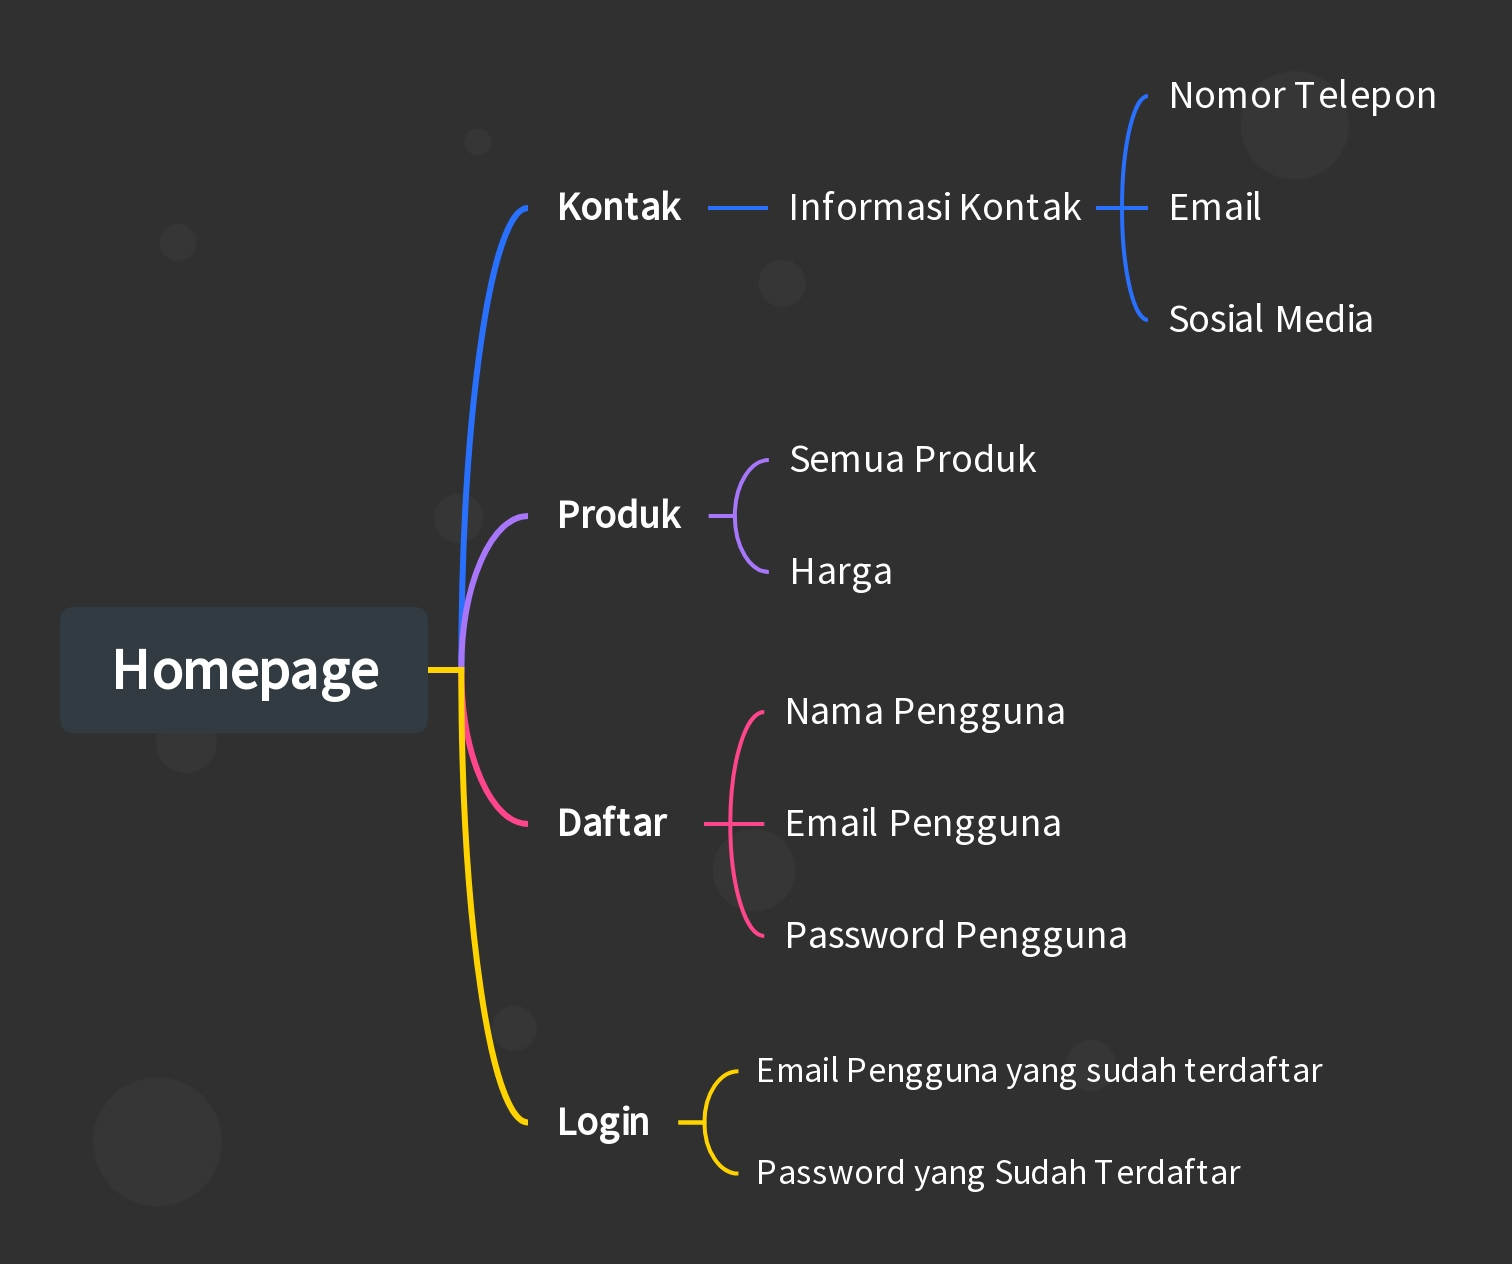 Homepage
Kontak
Informasi Kontak
Nomor Telepon
Email
Sosial Media
Produk
Semua Produk
Harga
Daftar
Nama Pengguna
Email Pengguna
Password Pengguna
Login
Email Pengguna yang sudah terdaftar
Password yang Sudah Terdaftar